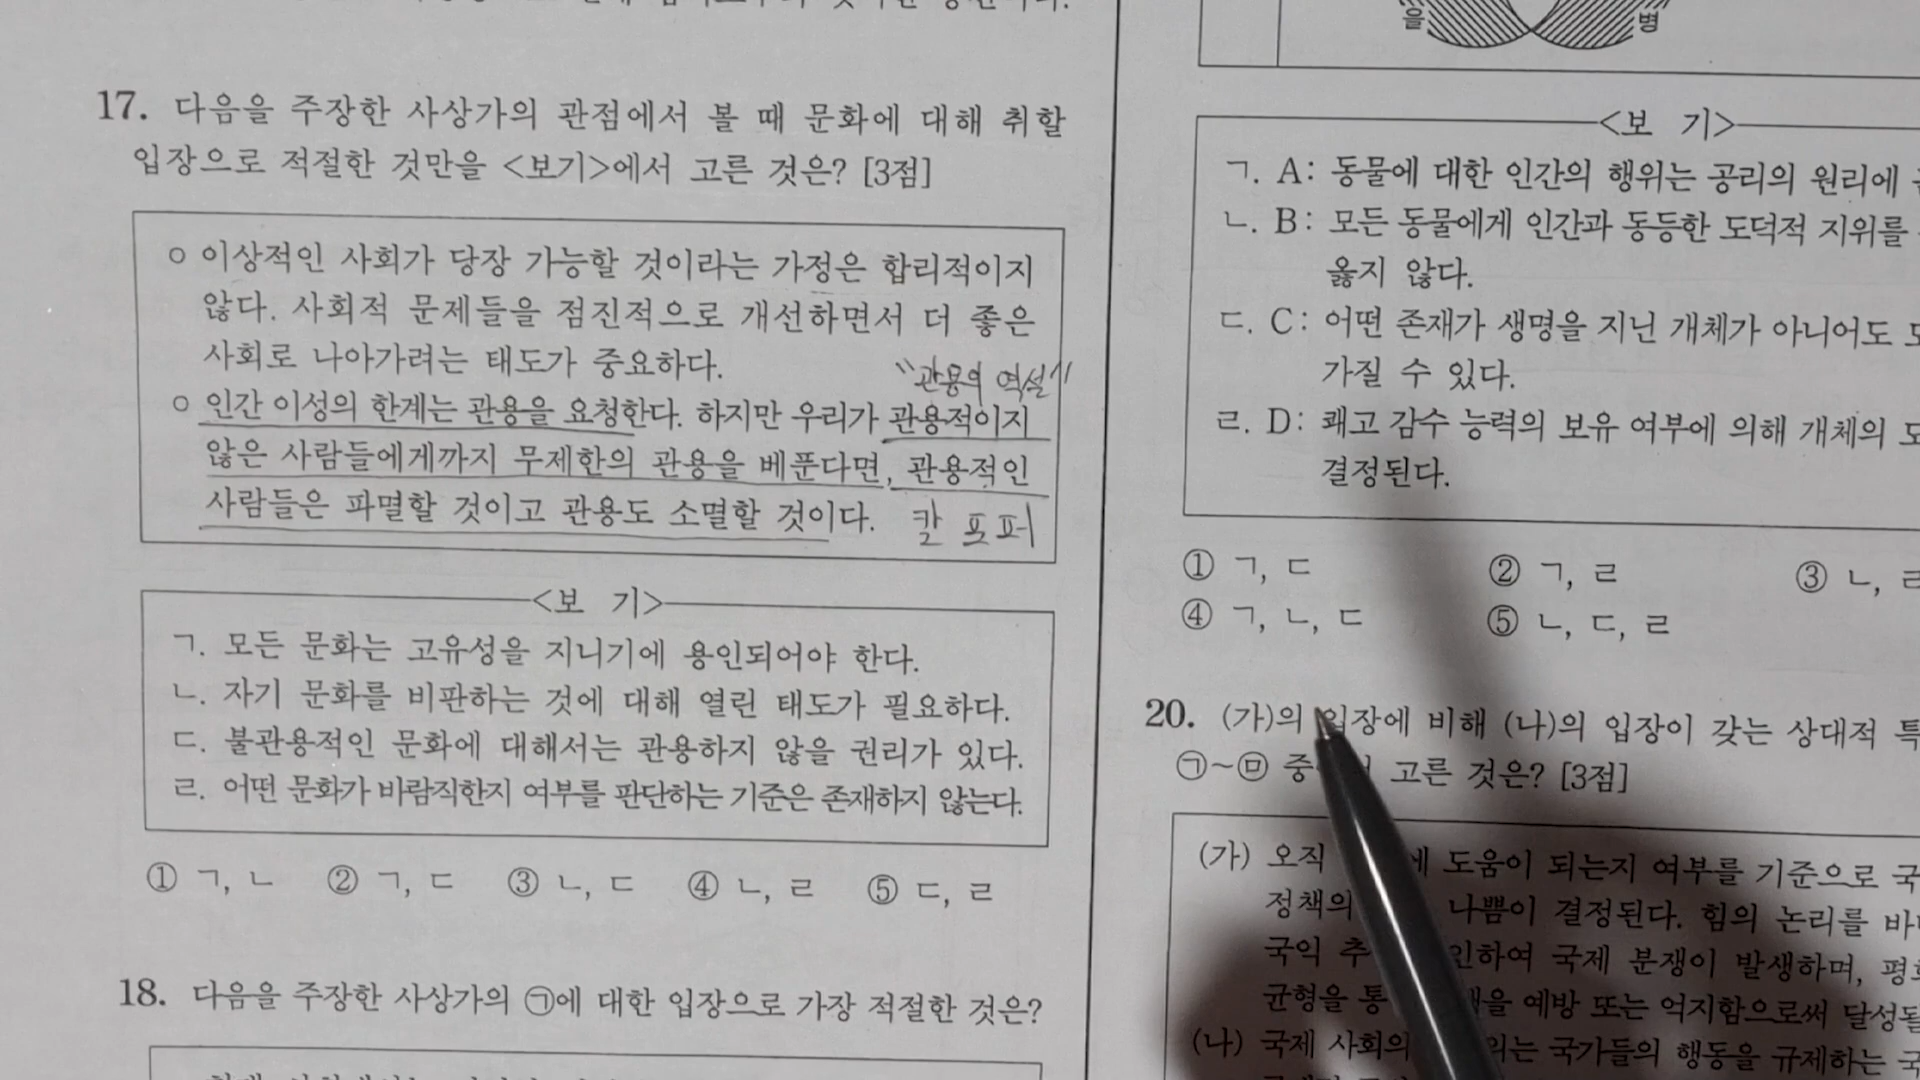 17. 다음을 주장한 사상가의 관점에서 볼 때 문화에 대해 취할
입장으로 적절한 것만을 <보기>에서 고른 것은? [3점]
○ 이상적인 사회가 당장 가능할 것이라는 가정은 합리적이지
않다. 사회적 문제들을 점진적으로 개선하면서 더 좋은
사회로 나아가려는 태도가 중요하다.
"관용의 역설"
○ 인간 이성의 한계는 관용을 요청한다. 하지만 우리가 관용적이지
않은 사람들에게까지 무제한의 관용을 베푼다면, 관용적인
사람들은 파멸할 것이고 관용도 소멸할 것이다. 칼 포퍼
<보 기>
ㄱ. 모든 문화는 고유성을 지니기에 용인되어야 한다.
ㄴ. 자기 문화를 비판하는 것에 대해 열린 태도가 필요하다.
ㄷ. 불관용적인 문화에 대해서는 관용하지 않을 권리가 있다.
ㄹ. 어떤 문화가 바람직한지 여부를 판단하는 기준은 존재하지 않는다.
① ㄱ, ㄴ ② ㄱ, ㄷ ③ ㄴ, ㄷ ④ ㄴ, ㄹ ⑤ ㄷ, ㄹ
18. 다음을 주장한 사상가의 ㉠에 대한 입장으로 가장 적절한 것은?
을 병
<보 기>
ㄱ. A: 동물에 대한 인간의 행위는 공리의 원리에
ㄴ. B: 모든 동물에게 인간과 동등한 도덕적 지위를
옳지 않다.
ㄷ. C: 어떤 존재가 생명을 지닌 개체가 아니어도
가질 수 있다.
ㄹ. D: 쾌고 감수 능력의 보유 여부에 의해 개체의
결정된다.
① ㄱ, ㄷ ② ㄱ, ㄹ ③ ㄴ, ㄹ
④ ㄱ, ㄴ, ㄷ ⑤ ㄴ, ㄷ, ㄹ
20. (가)의 입장에 비해 (나)의 입장이 갖는 상대적
㉠~㉤ 고른 것은? [3점]
(가) 오직 도움이 되는지 여부를 기준으로
정책의 나쁨이 결정된다. 힘의 논리를
국익 국제 분쟁이 발생하며,
균형을 예방 또는 억지함으로써
(나) 국제 국가들의 행동을 규제하는